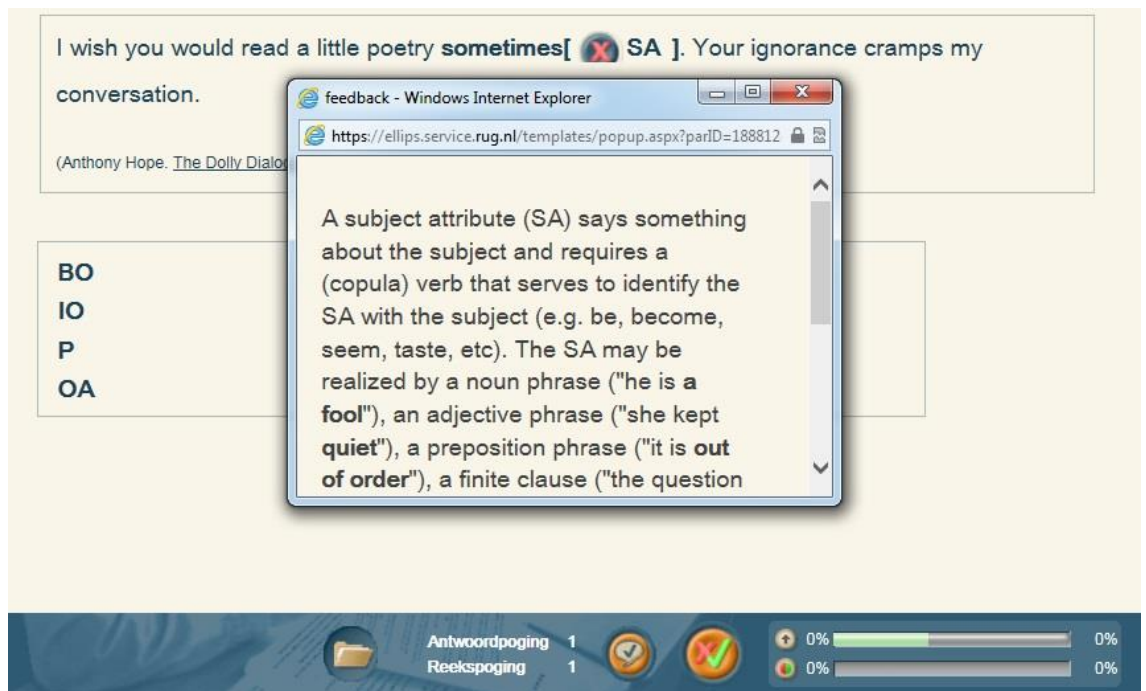 I wish you would read a little poetry sometimes[ SA ]. Your ignorance cramps my
conversation.
(Anthony Hope. The Dolly Dialog
feedback - Windows Internet Explorer
https://ellips.service.rug.nl/templates/popup.aspx?parID=188812
A subject attribute (SA) says something
about the subject and requires a
(copula) verb that serves to identify the
SA with the subject (e.g. be, become,
seem, taste, etc). The SA may be
realized by a noun phrase ("he is a
fool"), an adjective phrase ("she kept
quiet"), a preposition phrase ("it is out
of order"), a finite clause ("the question
BO
IO
P
OA
Antwoordpoging 1
Reekspoging 1
0% 0%
0% 0%